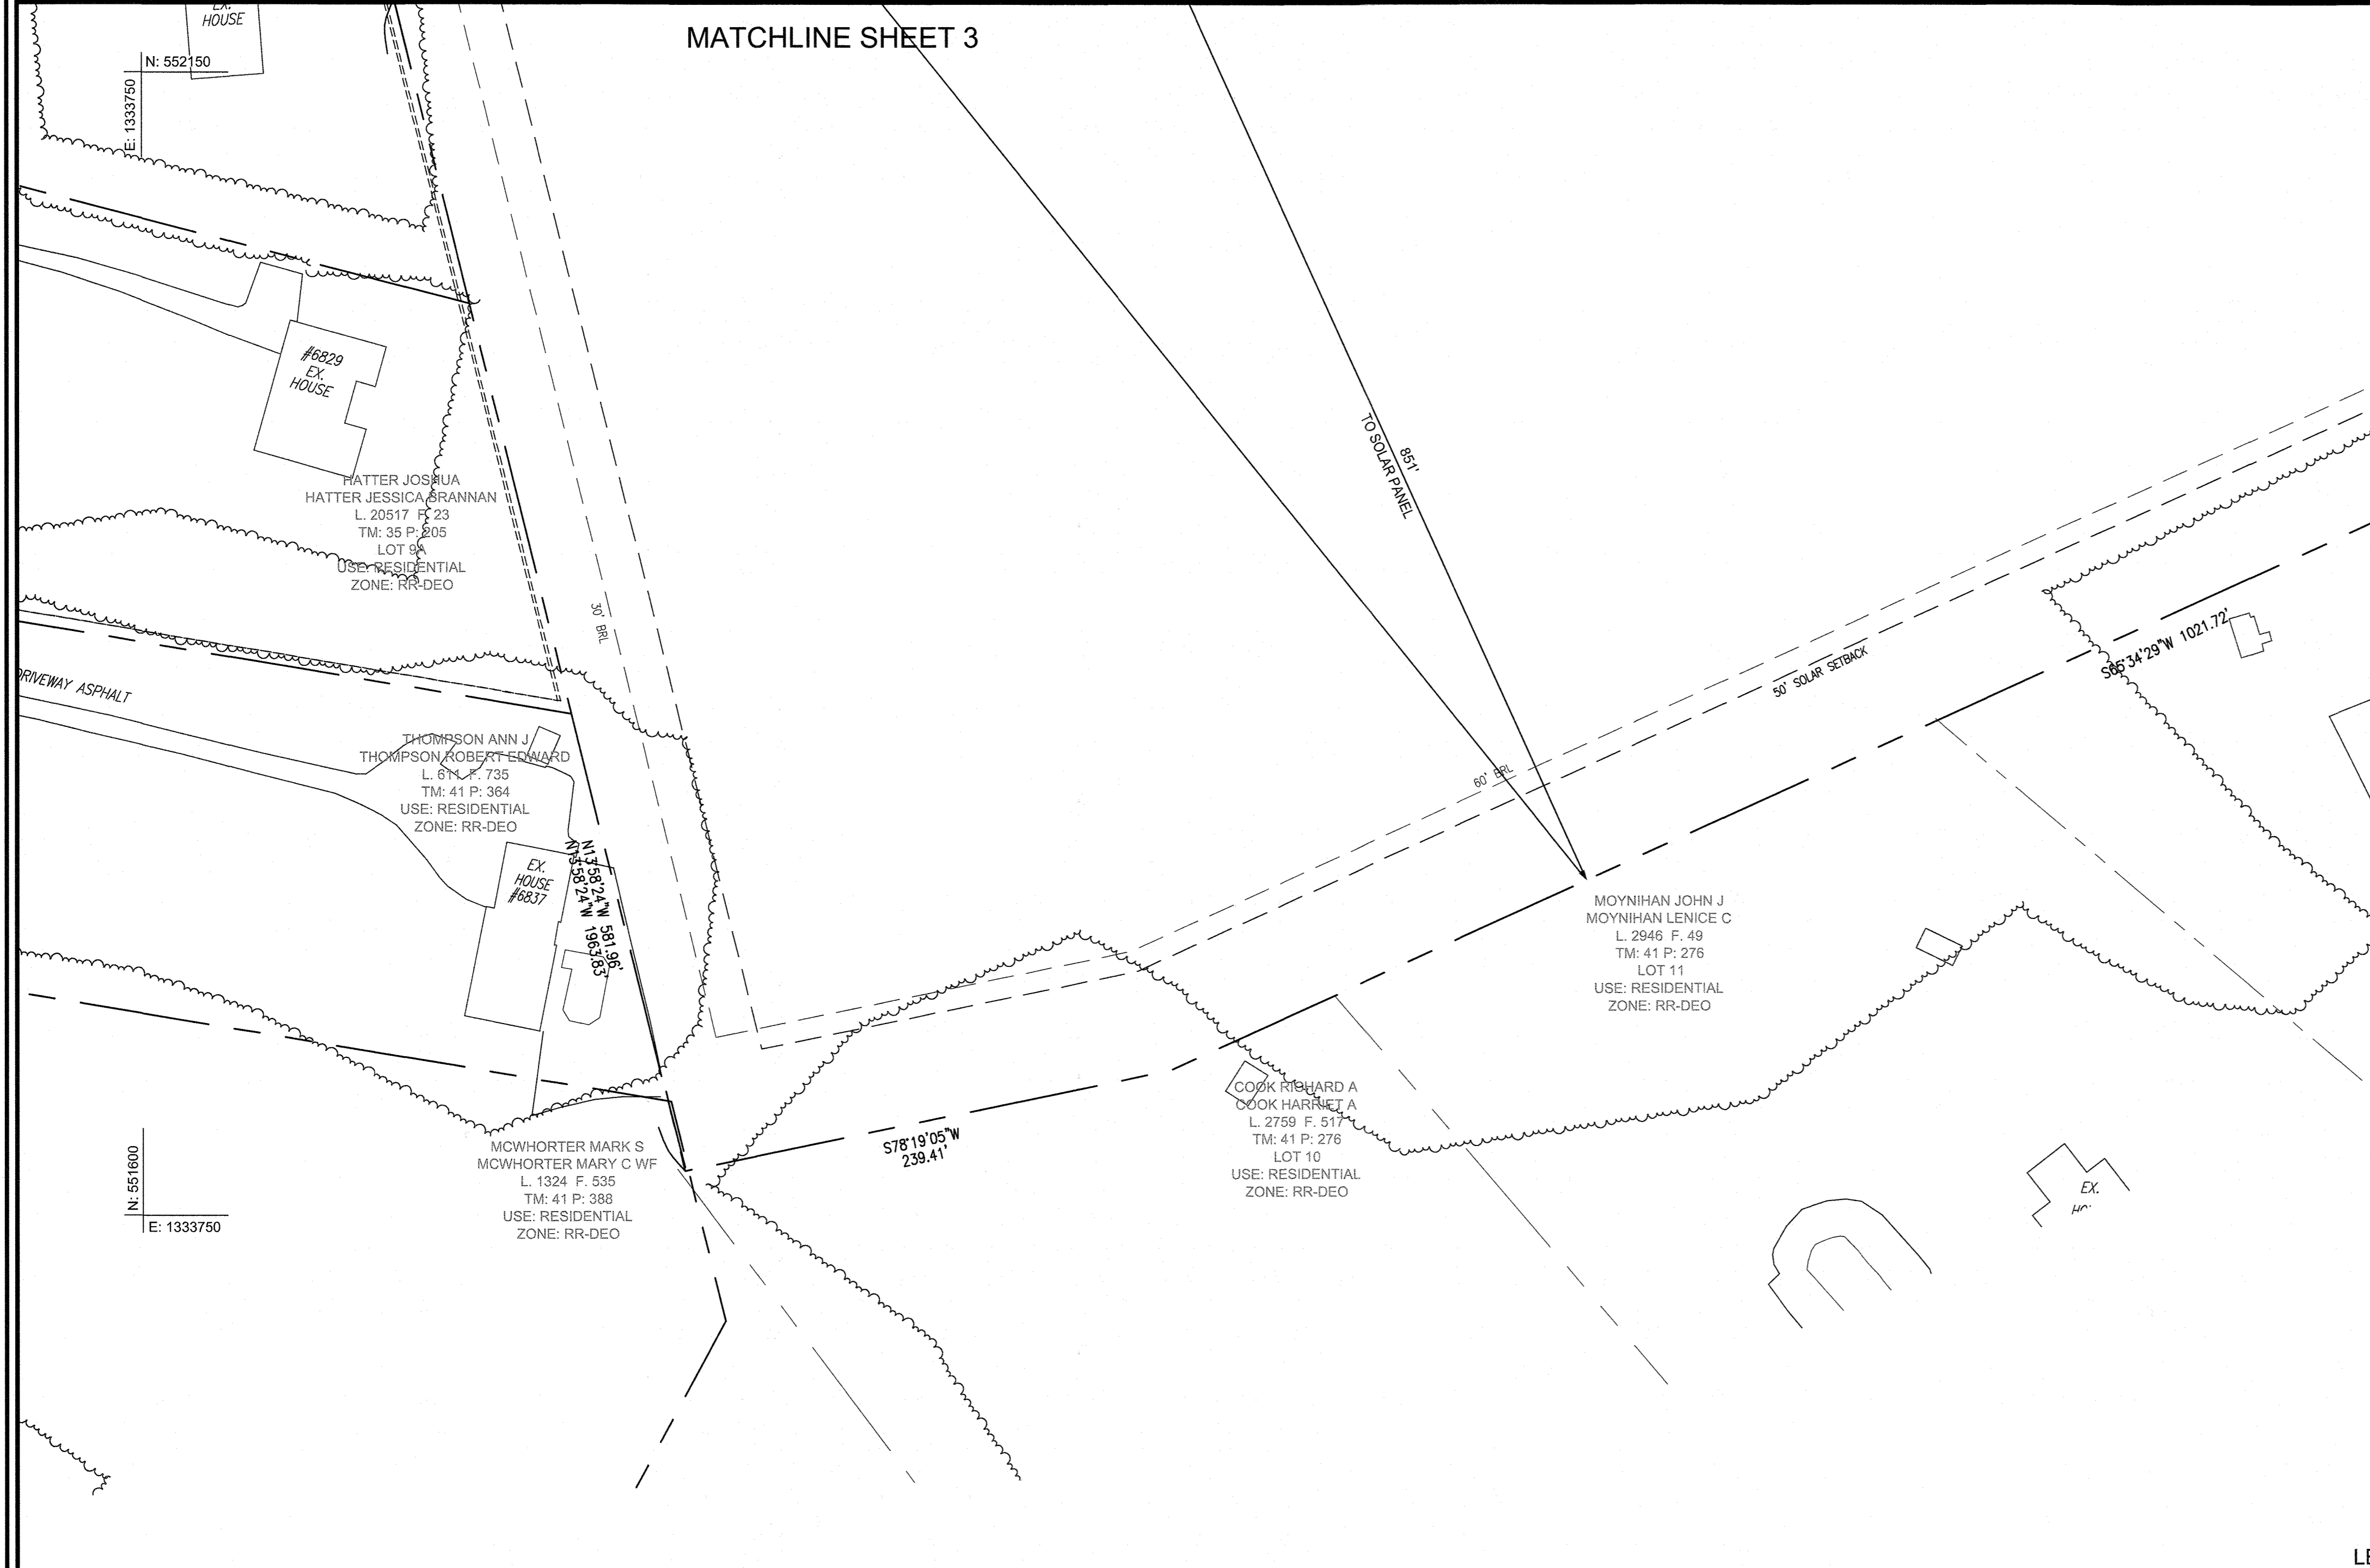 EX.
HOUSE
MATCHLINE SHEET 3
N: 552150
E: 1333750
#6829
EX.
HOUSE
HATTER JOSHUA
HATTER JESSICA BRANNAN
L. 20517 F. 23
TM: 35 P: 205
LOT 9A
USE: RESIDENTIAL
ZONE: RR-DEO
851'
TO SOLAR PANEL
30' BRL
50' SOLAR SETBACK
S65°34'29"W 1021.72'
DRIVEWAY ASPHALT
THOMPSON ANN J
THOMPSON ROBERT EDWARD
L. 611 F. 735
TM: 41 P: 364
USE: RESIDENTIAL
ZONE: RR-DEO
60' BRL
EX.
HOUSE
#6837
N13°58'24"W 581.96'
N13°58'24"W 1963.83'
MOYNIHAN JOHN J
MOYNIHAN LENICE C
L. 2946 F. 49
TM: 41 P: 276
LOT 11
USE: RESIDENTIAL
ZONE: RR-DEO
COOK RICHARD A
COOK HARRIET A
L. 2759 F. 517
TM: 41 P: 276
LOT 10
USE: RESIDENTIAL
ZONE: RR-DEO
S78°19'05"W
239.41'
MCWHORTER MARK S
MCWHORTER MARY C WF
L. 1324 F. 535
TM: 41 P: 388
USE: RESIDENTIAL
ZONE: RR-DEO
N: 551600
E: 1333750
EX.